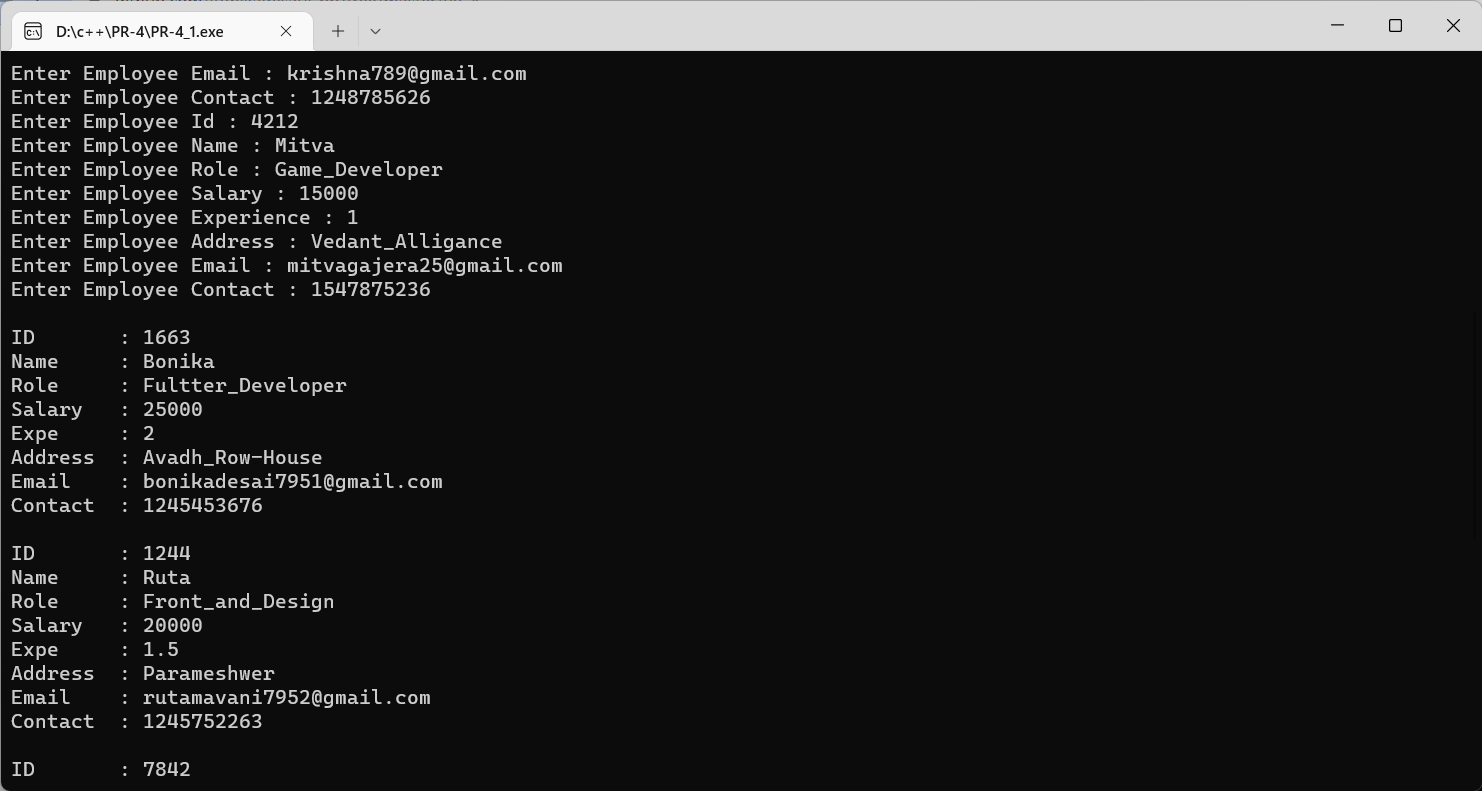 D:\c++\PR-4\PR-4_1.exe
Enter Employee Email : krishna789@gmail.com
Enter Employee Contact : 1248785626
Enter Employee Id : 4212
Enter Employee Name : Mitva
Enter Employee Role : Game_Developer
Enter Employee Salary : 15000
Enter Employee Experience : 1
Enter Employee Address : Vedant_Alligance
Enter Employee Email : mitvagajera25@gmail.com
Enter Employee Contact : 1547875236

ID       : 1663
Name     : Bonika
Role     : Fultter_Developer
Salary   : 25000
Expe     : 2
Address  : Avadh_Row-House
Email    : bonikadesai7951@gmail.com
Contact  : 1245453676

ID       : 1244
Name     : Ruta
Role     : Front_and_Design
Salary   : 20000
Expe     : 1.5
Address  : Parameshwer
Email    : rutamavani7952@gmail.com
Contact  : 1245752263

ID       : 7842